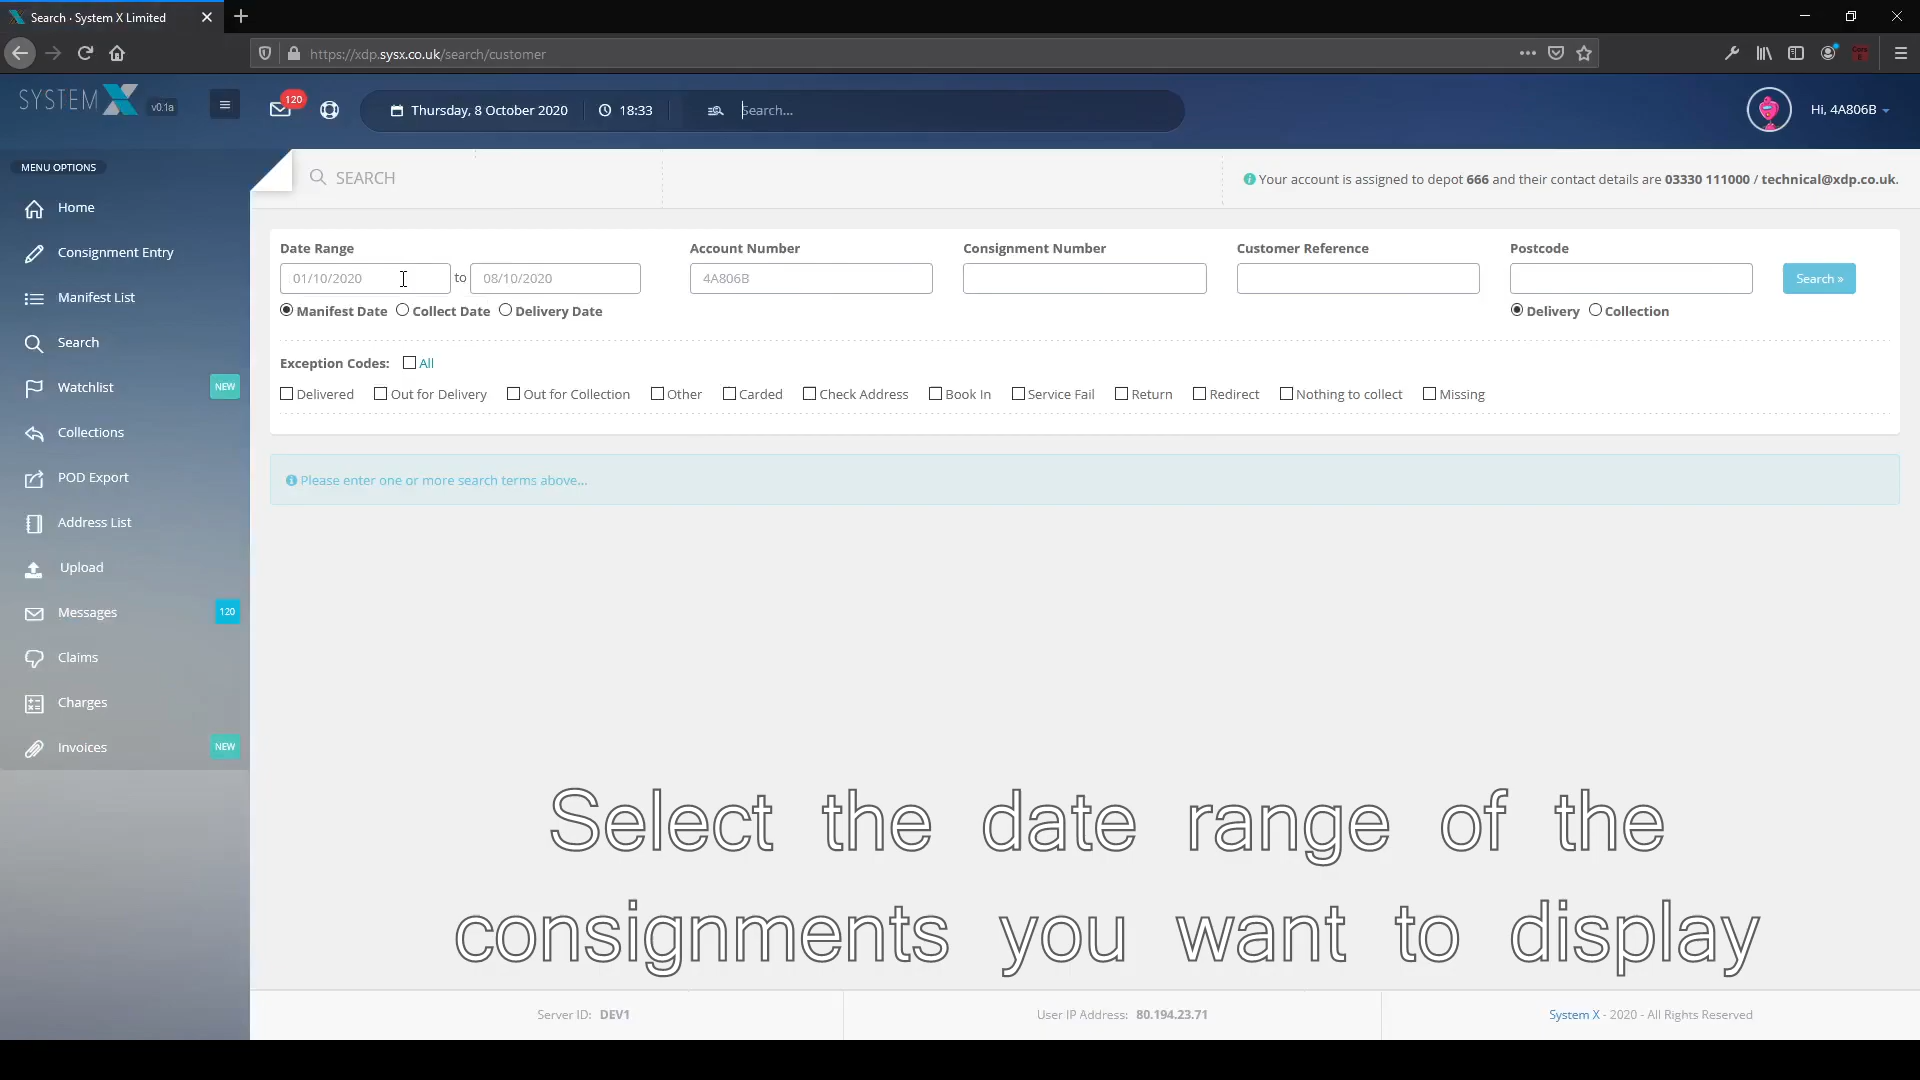 Search · System X Limited
https://xdp.sysx.co.uk/search/customer
SYSTEM X v0.1a
120
Thursday, 8 October 2020 18:33 Search...
Hi, 4A806B
MENU OPTIONS
Home
Consignment Entry
Manifest List
Search
Watchlist NEW
Collections
POD Export
Address List
Upload
Messages 120
Claims
Charges
Invoices NEW
SEARCH
Your account is assigned to depot 666 and their contact details are 03330 111000 / technical@xdp.co.uk.
Date Range Account Number Consignment Number Customer Reference Postcode
01/10/2020 to 08/10/2020 4A806B Search »
Manifest Date Collect Date Delivery Date Delivery Collection
Exception Codes: All
Delivered Out for Delivery Out for Collection Other Carded Check Address Book In Service Fail Return Redirect Nothing to collect Missing
Please enter one or more search terms above...
Select the date range of the
consignments you want to display
Server ID: DEV1 User IP Address: 80.194.23.71 System X - 2020 - All Rights Reserved